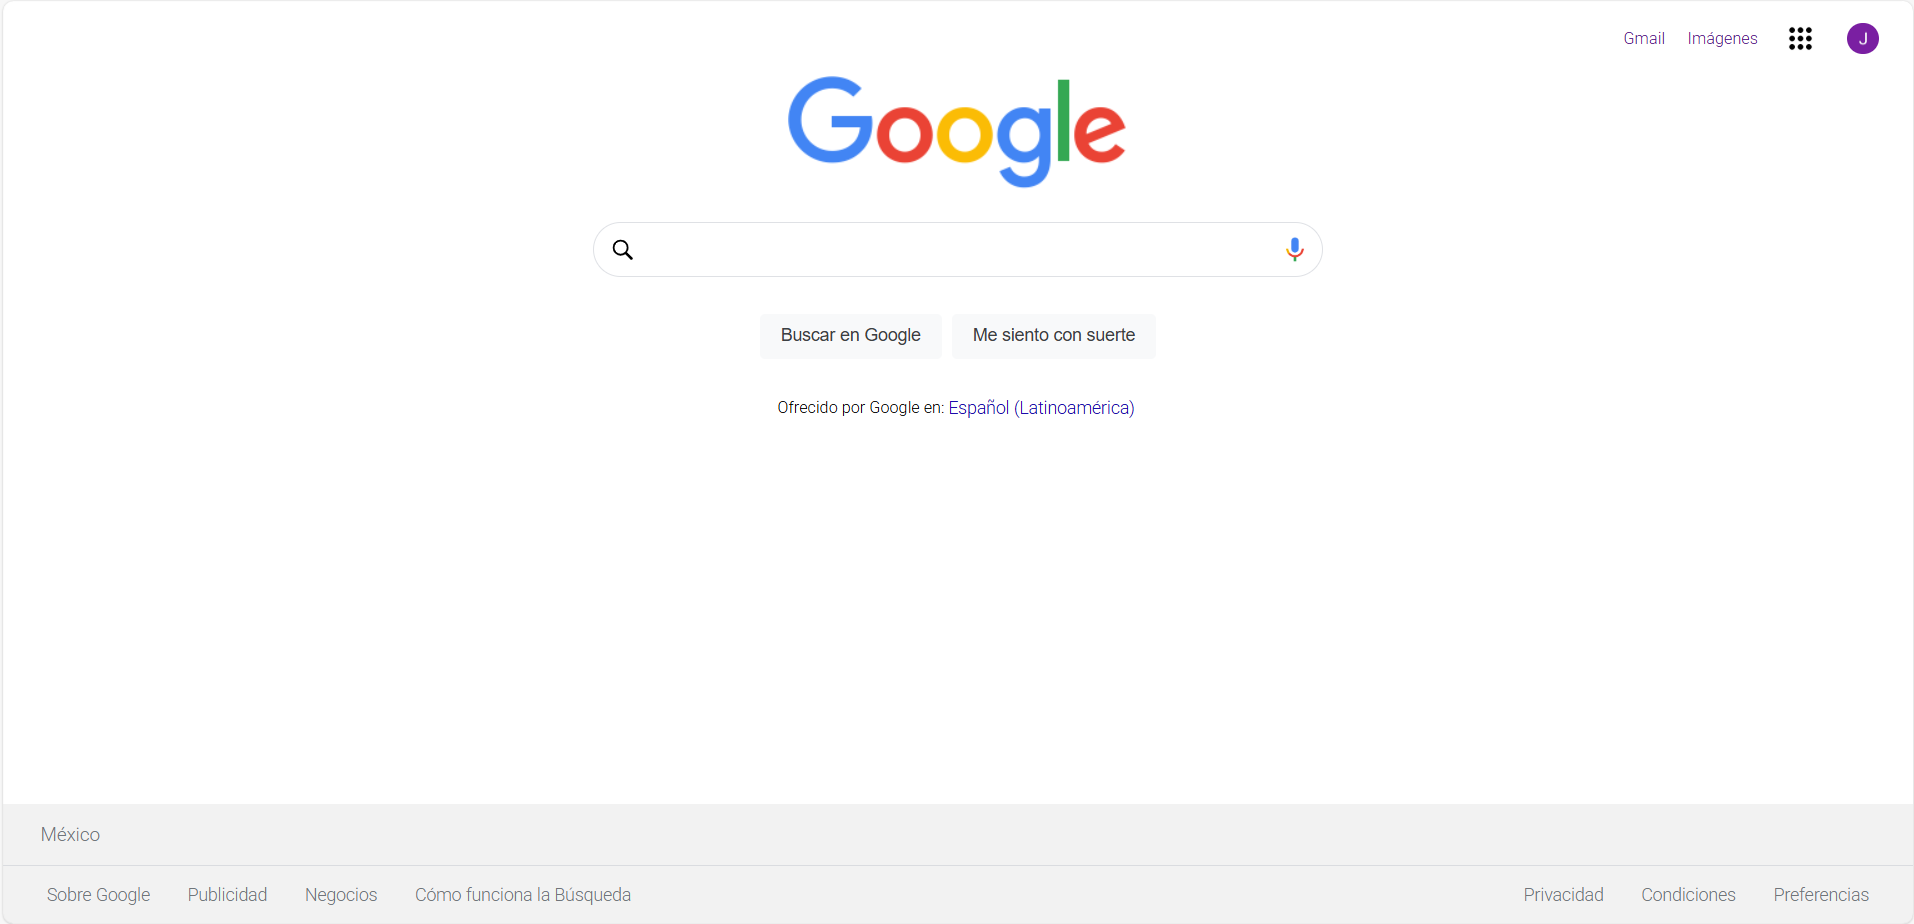 Gmail Imágenes J
Google
Buscar en Google Me siento con suerte
Ofrecido por Google en: Español (Latinoamérica)
México
Sobre Google Publicidad Negocios Cómo funciona la Búsqueda Privacidad Condiciones Preferencias